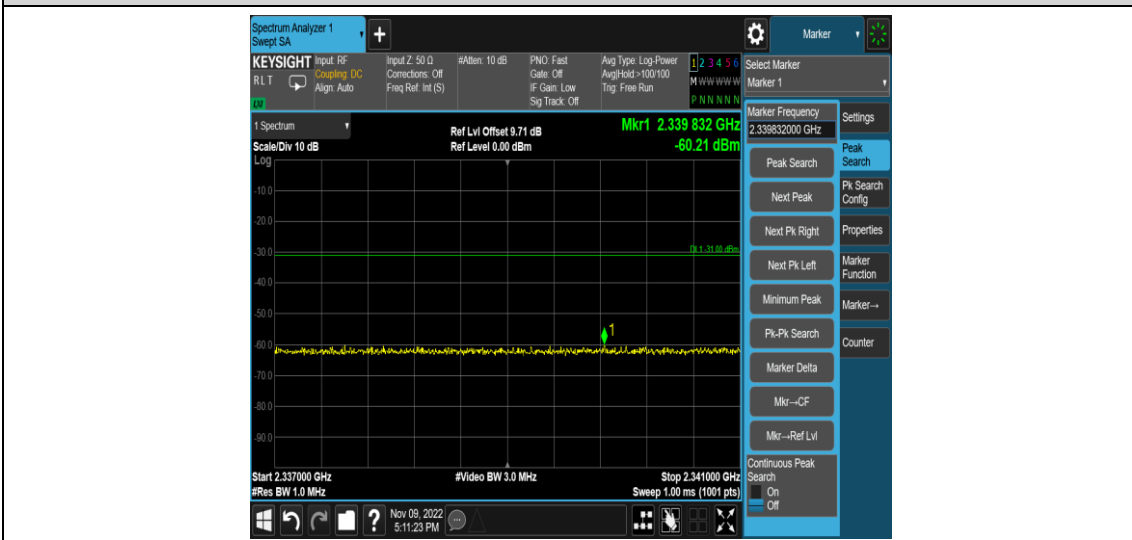 Spectrum Analyzer 1
Swept SA
+
Marker
KEYSIGHT
RLT
LV
Input: RF
Coupling: DC
Align: Auto
Input Z: 50 Ω
Corrections: Off
Freq Ref: Int (S)
#Atten: 10 dB
PNO: Fast
Gate: Off
IF Gain: Low
Sig Track: Off
Avg Type: Log-Power
Avg|Hold:>100/100
Trig: Free Run
1 2 3 4 5 6
M W W W W W
P N N N N N
Select Marker
Marker 1
1 Spectrum
Ref Lvl Offset 9.71 dB
Mkr1 2.339 832 GHz
Scale/Div 10 dB
Ref Level 0.00 dBm
-60.21 dBm
Log
-10.0
-20.0
-30.0
DL1 -31.00 dBm
-40.0
-50.0
1
-60.0
-70.0
-80.0
-90.0
Start 2.337000 GHz
#Video BW 3.0 MHz
Stop 2.341000 GHz
#Res BW 1.0 MHz
Sweep 1.00 ms (1001 pts)
Marker Frequency
2.339832000 GHz
Peak Search
Next Peak
Next Pk Right
Next Pk Left
Minimum Peak
Pk-Pk Search
Marker Delta
Mkr→CF
Mkr→Ref Lvl
Continuous Peak
Search
On
Off
Settings
Peak
Search
Pk Search
Config
Properties
Marker
Function
Marker→
Counter
?
Nov 09, 2022
5:11:23 PM